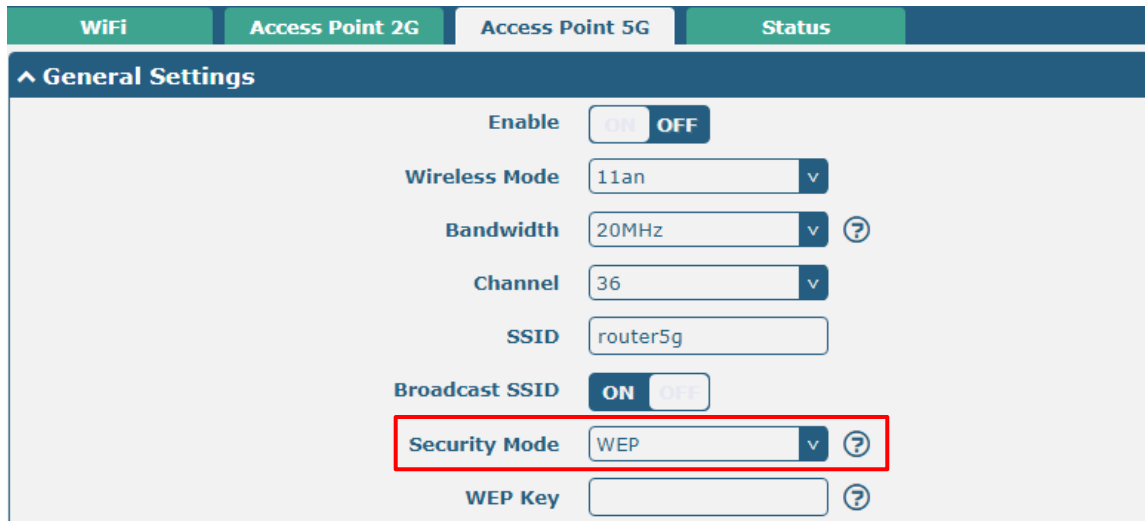 WiFi Access Point 2G Access Point 5G Status
General Settings
Enable ON OFF
Wireless Mode 11an v
Bandwidth 20MHz v ?
Channel 36 v
SSID router5g
Broadcast SSID ON OFF
Security Mode WEP v ?
WEP Key ?